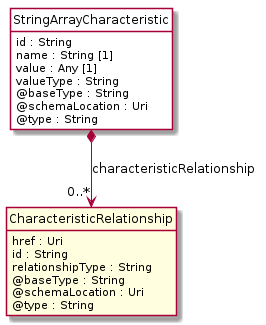 StringArrayCharacteristic
id : String
name : String [1]
value : Any [1]
valueType : String
@baseType : String
@schemaLocation : Uri
@type : String
characteristicRelationship
0..*
CharacteristicRelationship
href : Uri
id : String
relationshipType : String
@baseType : String
@schemaLocation : Uri
@type : String